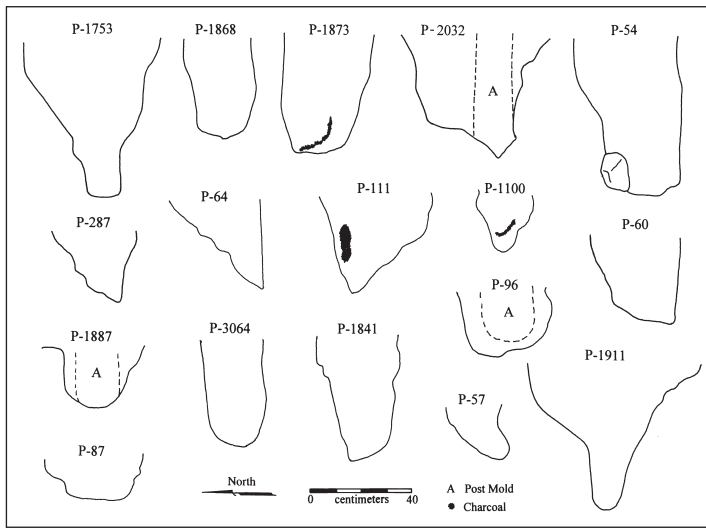 P-1753 P-1868 P-1873 P-2032 P-54
A
P-64 P-111 P-1100
P-287 P-60
P-96
A
P-1887 P-3064 P-1841
P-1911
A
P-57
P-87
North
A Post Mold
0 centimeters 40
Charcoal